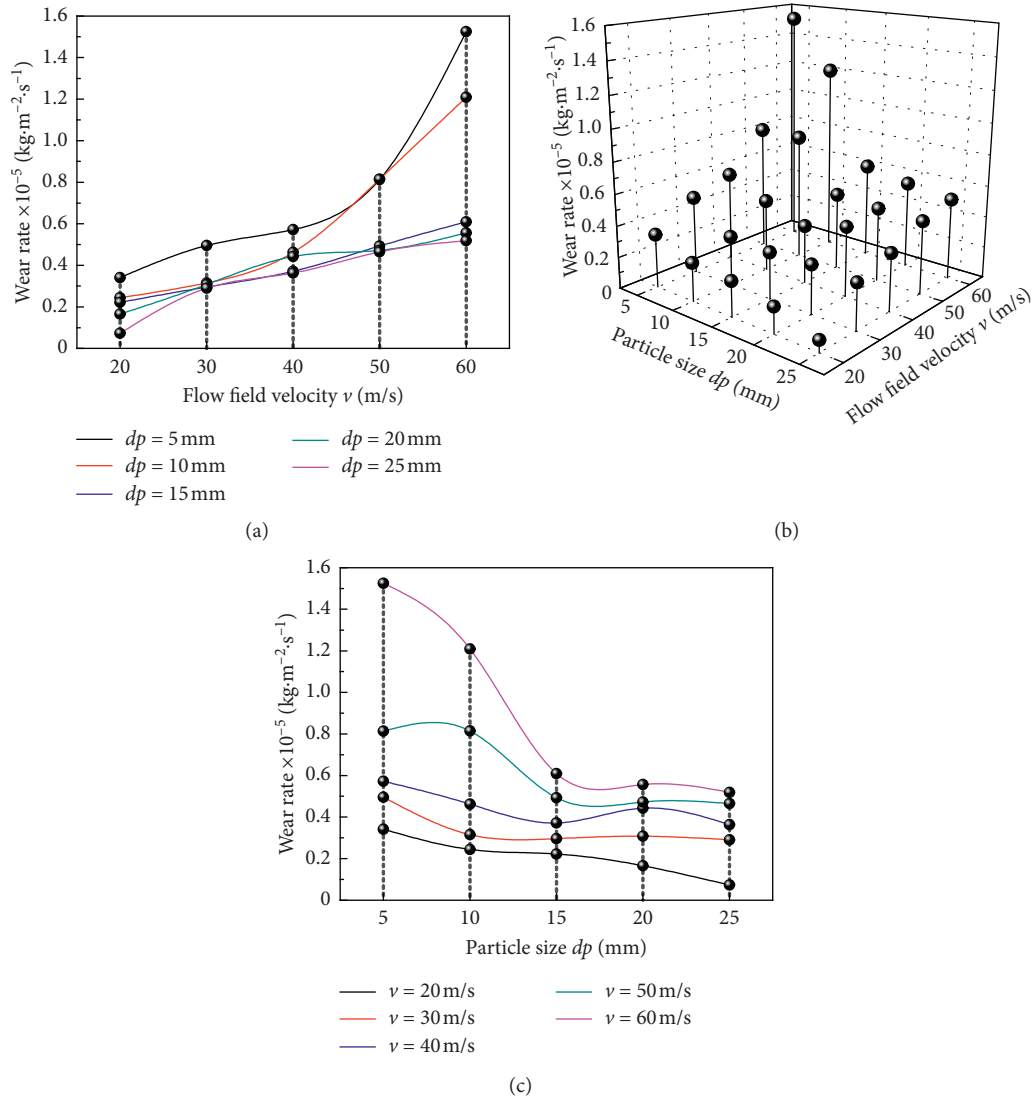 1.6
1.4
1.2
1.0
0.8
0.6
0.4
0.2
0
Wear rate ×10⁻⁵ (kg·m⁻²·s⁻¹)
20 30 40 50 60
Flow field velocity v (m/s)
dp = 5 mm
dp = 10 mm
dp = 15 mm
dp = 20 mm
dp = 25 mm
(a)
1.6
1.4
1.2
1.0
0.8
0.6
0.4
0.2
0
Wear rate ×10⁻⁵ (kg·m⁻²·s⁻¹)
5 10 15 20 25
Particle size dp (mm)
20 30 40 50 60
Flow field velocity v (m/s)
(b)
1.6
1.4
1.2
1.0
0.8
0.6
0.4
0.2
0
Wear rate ×10⁻⁵ (kg·m⁻²·s⁻¹)
5 10 15 20 25
Particle size dp (mm)
v = 20 m/s
v = 30 m/s
v = 40 m/s
v = 50 m/s
v = 60 m/s
(c)